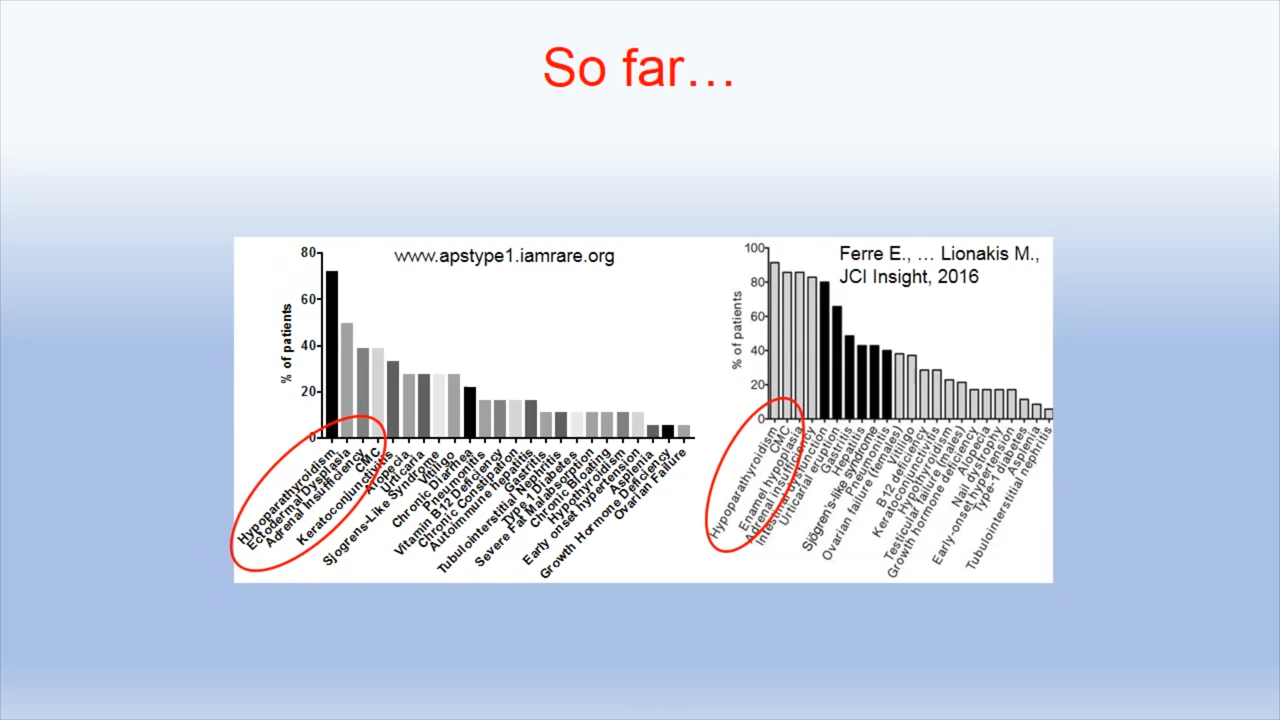 So far…
www.apstype1.iamrare.org
80
60
40
20
0
% of patients
Hypoparathyroidism
Ectodermal Dysplasia
Adrenal Insufficiency
CMC
Keratoconjunctivitis
Alopecia
Urticaria
Sjogrens-Like Syndrome
Vitiligo
Chronic Diarrhea
Pneumonitis
Vitamin B12 Deficiency
Chronic Constipation
Autoimmune Hepatitis
Gastritis
Tubulointerstitial Nephritis
Type 1 Diabetes
Severe Fat Malabsorption
Chronic Bloating
Hypothyroidism
Early onset hypertension
Asplenia
Growth Hormone Deficiency
Ovarian Failure
Ferre E., … Lionakis M.,
JCI Insight, 2016
100
80
60
40
20
0
% of patients
Hypoparathyroidism
CMC
Enamel hypoplasia
Adrenal insufficiency
Intestinal dysfunction
Urticarial eruption
Gastritis
Hepatitis
Sjögren's-like syndrome
Pneumonitis
Ovarian failure (females)
Vitiligo
B12 deficiency
Keratoconjunctivitis
Hypothyroidism
Testicular failure (males)
Growth hormone deficiency
Alopecia
Nail dystrophy
Early-onset hypertension
Type-1 diabetes
Asplenia
Tubulointerstitial nephritis